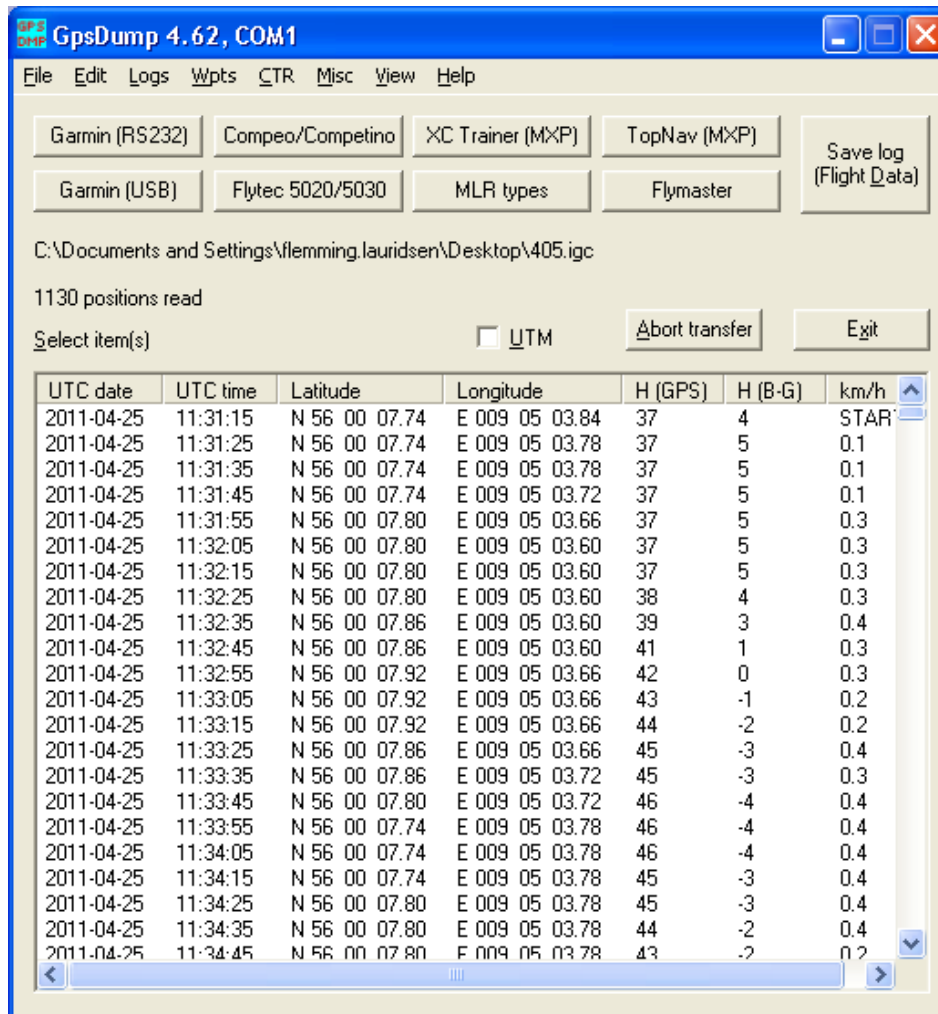 GPS DMP GpsDump 4.62, COM1
File Edit Logs Wpts CTR Misc View Help
Garmin (RS232) Compeo/Competino XC Trainer (MXP) TopNav (MXP) Save log (Flight Data)
Garmin (USB) Flytec 5020/5030 MLR types Flymaster
C:\Documents and Settings\flemming.lauridsen\Desktop\405.igc
1130 positions read
Select item(s) UTM Abort transfer Exit
UTC date UTC time Latitude Longitude H (GPS) H (B-G) km/h
2011-04-25 11:31:15 N 56 00 07.74 E 009 05 03.84 37 4 STAR
2011-04-25 11:31:25 N 56 00 07.74 E 009 05 03.78 37 5 0.1
2011-04-25 11:31:35 N 56 00 07.74 E 009 05 03.78 37 5 0.1
2011-04-25 11:31:45 N 56 00 07.74 E 009 05 03.72 37 5 0.1
2011-04-25 11:31:55 N 56 00 07.80 E 009 05 03.66 37 5 0.3
2011-04-25 11:32:05 N 56 00 07.80 E 009 05 03.60 37 5 0.3
2011-04-25 11:32:15 N 56 00 07.80 E 009 05 03.60 37 5 0.3
2011-04-25 11:32:25 N 56 00 07.80 E 009 05 03.60 38 4 0.3
2011-04-25 11:32:35 N 56 00 07.86 E 009 05 03.60 39 3 0.4
2011-04-25 11:32:45 N 56 00 07.86 E 009 05 03.60 41 1 0.3
2011-04-25 11:32:55 N 56 00 07.92 E 009 05 03.66 42 0 0.3
2011-04-25 11:33:05 N 56 00 07.92 E 009 05 03.66 43 -1 0.2
2011-04-25 11:33:15 N 56 00 07.92 E 009 05 03.66 44 -2 0.2
2011-04-25 11:33:25 N 56 00 07.86 E 009 05 03.66 45 -3 0.4
2011-04-25 11:33:35 N 56 00 07.86 E 009 05 03.72 45 -3 0.3
2011-04-25 11:33:45 N 56 00 07.80 E 009 05 03.72 46 -4 0.4
2011-04-25 11:33:55 N 56 00 07.74 E 009 05 03.78 46 -4 0.4
2011-04-25 11:34:05 N 56 00 07.74 E 009 05 03.78 46 -4 0.4
2011-04-25 11:34:15 N 56 00 07.74 E 009 05 03.78 45 -3 0.4
2011-04-25 11:34:25 N 56 00 07.80 E 009 05 03.78 45 -3 0.4
2011-04-25 11:34:35 N 56 00 07.80 E 009 05 03.78 44 -2 0.4
2011-04-25 11:34:45 N 56 00 07.80 E 009 05 03.78 43 -2 0.2